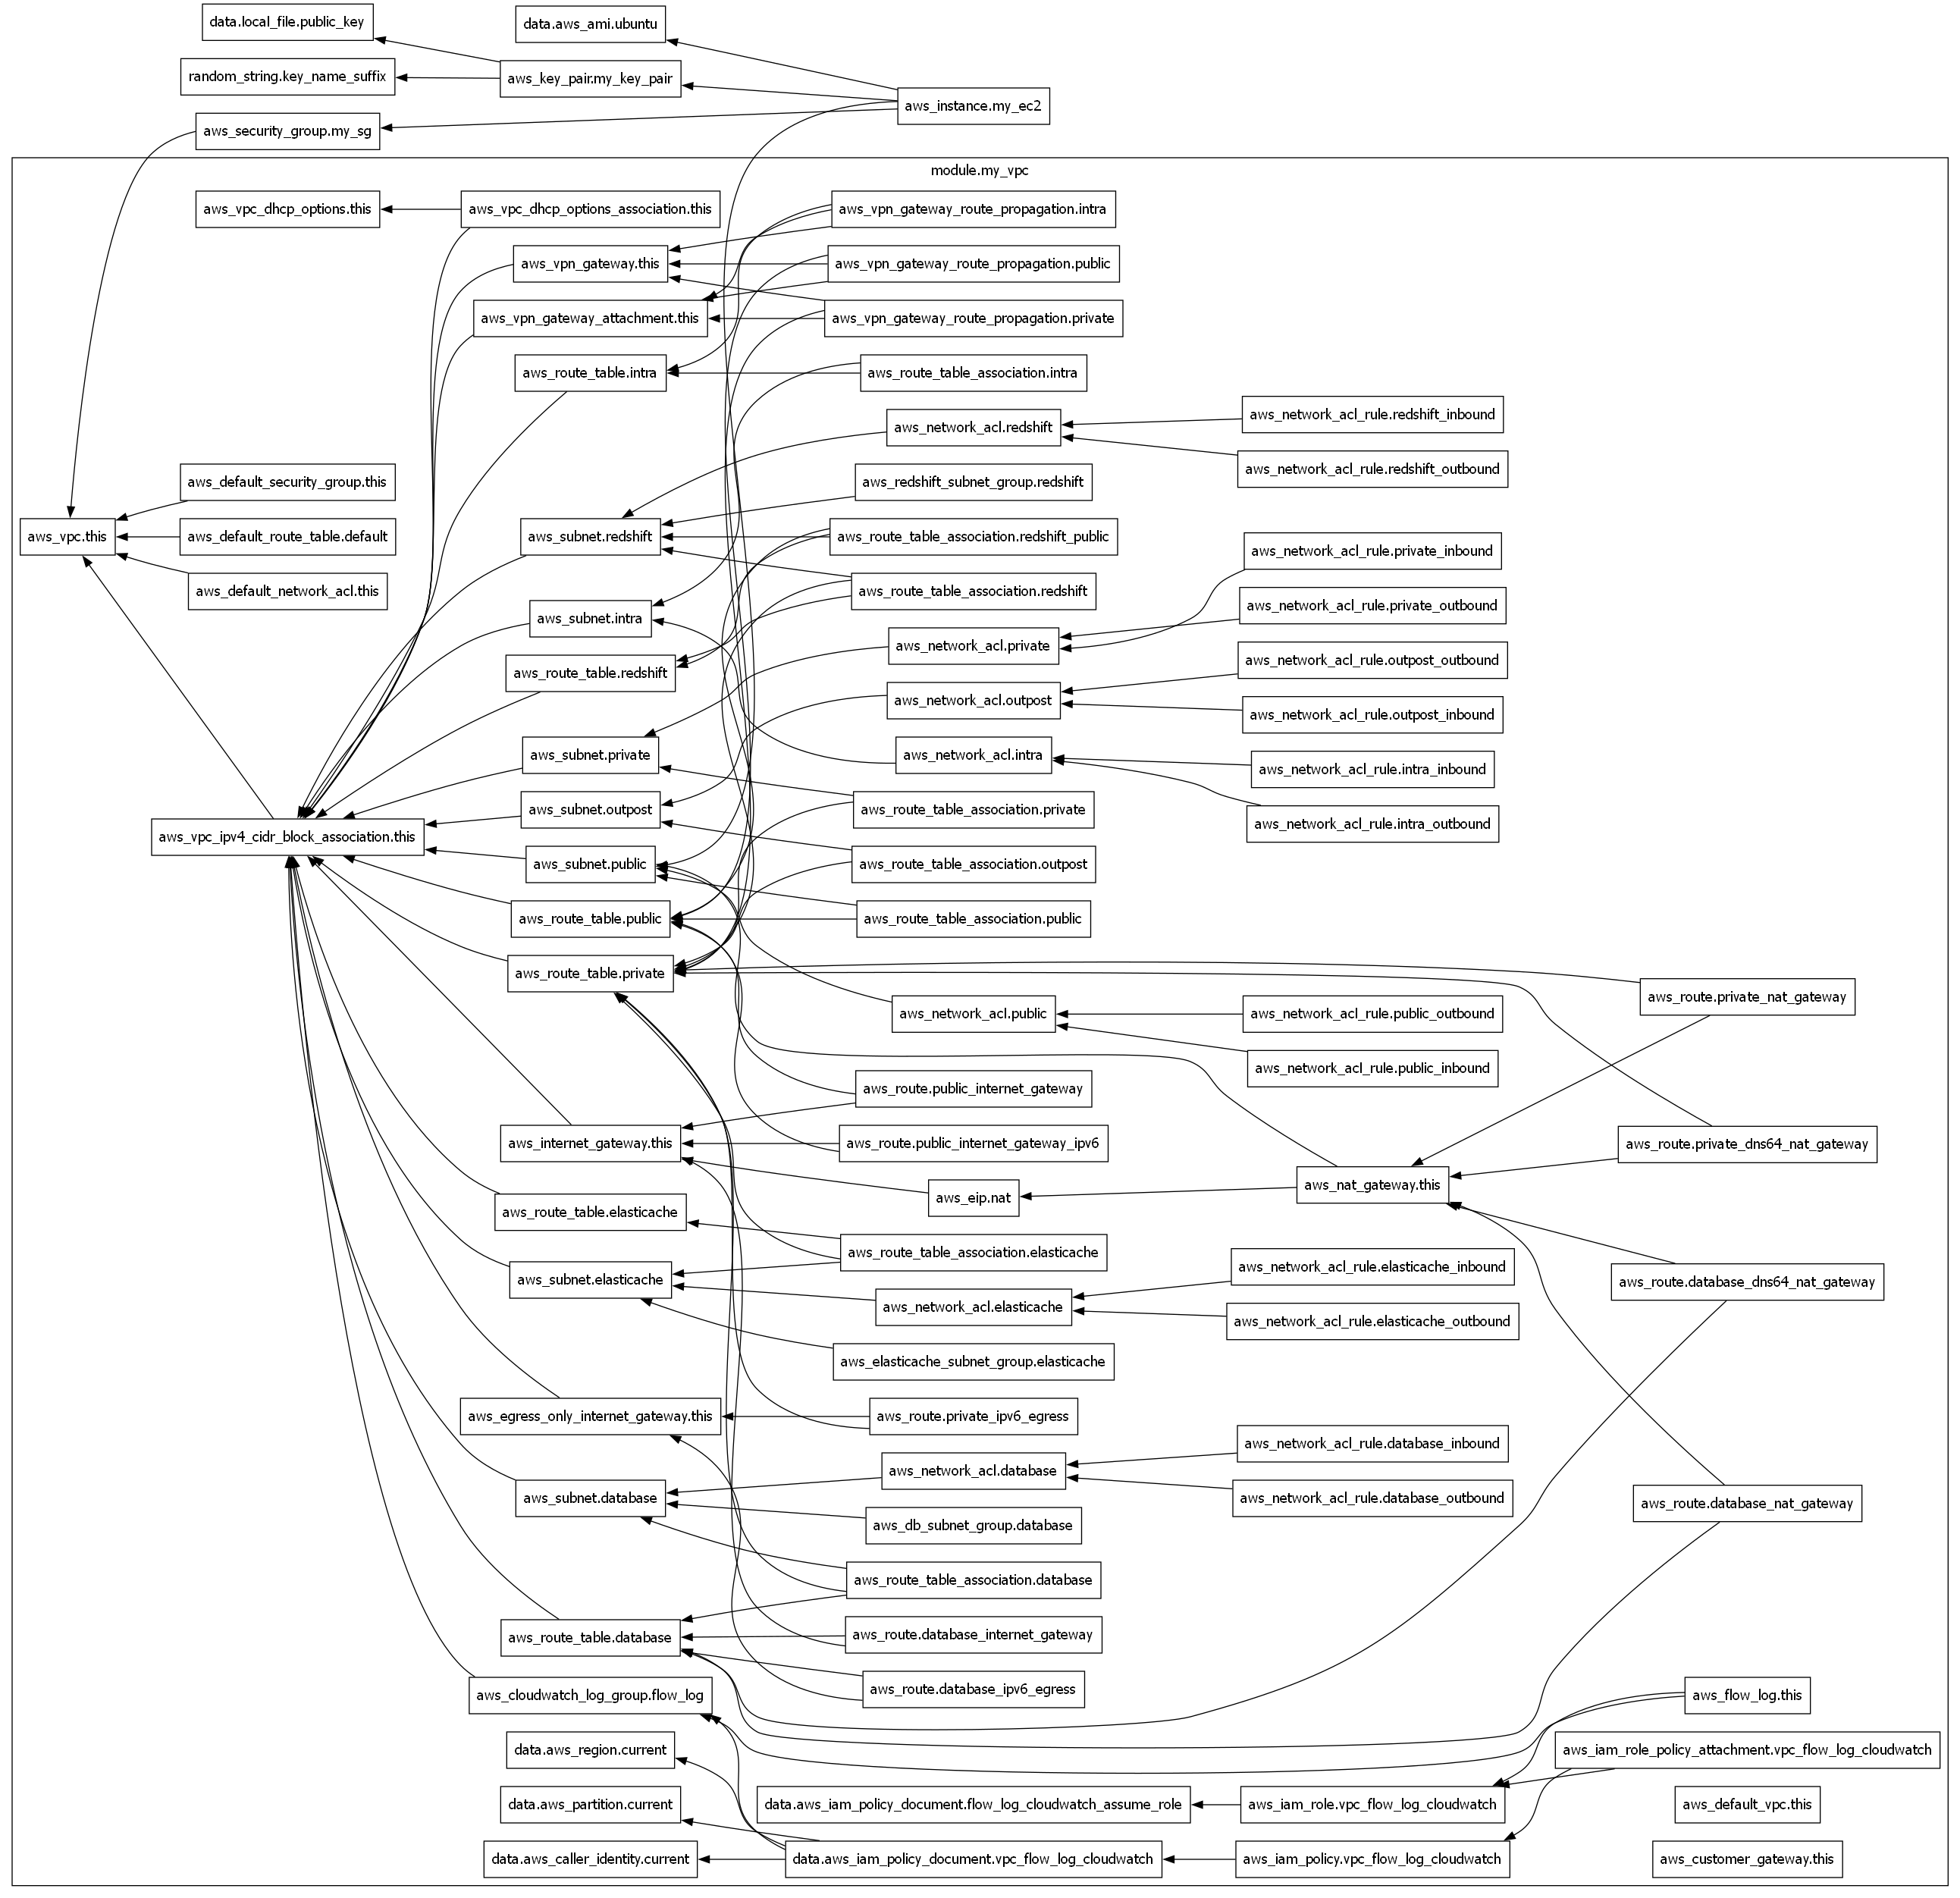 data.local_file.public_key
data.aws_ami.ubuntu
random_string.key_name_suffix
aws_key_pair.my_key_pair
aws_instance.my_ec2
aws_security_group.my_sg
module.my_vpc
aws_vpc_dhcp_options.this
aws_vpc_dhcp_options_association.this
aws_vpn_gateway_route_propagation.intra
aws_vpn_gateway.this
aws_vpn_gateway_route_propagation.public
aws_vpn_gateway_attachment.this
aws_vpn_gateway_route_propagation.private
aws_route_table.intra
aws_route_table_association.intra
aws_network_acl.redshift
aws_network_acl_rule.redshift_inbound
aws_network_acl_rule.redshift_outbound
aws_default_security_group.this
aws_redshift_subnet_group.redshift
aws_vpc.this
aws_default_route_table.default
aws_subnet.redshift
aws_route_table_association.redshift_public
aws_network_acl_rule.private_inbound
aws_default_network_acl.this
aws_route_table_association.redshift
aws_network_acl_rule.private_outbound
aws_subnet.intra
aws_network_acl.private
aws_network_acl_rule.outpost_outbound
aws_route_table.redshift
aws_network_acl.outpost
aws_network_acl_rule.outpost_inbound
aws_subnet.private
aws_network_acl.intra
aws_network_acl_rule.intra_inbound
aws_subnet.outpost
aws_route_table_association.private
aws_network_acl_rule.intra_outbound
aws_vpc_ipv4_cidr_block_association.this
aws_subnet.public
aws_route_table_association.outpost
aws_route_table.public
aws_route_table_association.public
aws_route_table.private
aws_route.private_nat_gateway
aws_network_acl.public
aws_network_acl_rule.public_outbound
aws_network_acl_rule.public_inbound
aws_route.public_internet_gateway
aws_internet_gateway.this
aws_route.public_internet_gateway_ipv6
aws_route.private_dns64_nat_gateway
aws_nat_gateway.this
aws_eip.nat
aws_route_table.elasticache
aws_route_table_association.elasticache
aws_network_acl_rule.elasticache_inbound
aws_subnet.elasticache
aws_route.database_dns64_nat_gateway
aws_network_acl.elasticache
aws_network_acl_rule.elasticache_outbound
aws_elasticache_subnet_group.elasticache
aws_egress_only_internet_gateway.this
aws_route.private_ipv6_egress
aws_network_acl_rule.database_inbound
aws_network_acl.database
aws_subnet.database
aws_network_acl_rule.database_outbound
aws_route.database_nat_gateway
aws_db_subnet_group.database
aws_route_table_association.database
aws_route_table.database
aws_route.database_internet_gateway
aws_route.database_ipv6_egress
aws_cloudwatch_log_group.flow_log
aws_flow_log.this
data.aws_region.current
aws_iam_role_policy_attachment.vpc_flow_log_cloudwatch
data.aws_partition.current
data.aws_iam_policy_document.flow_log_cloudwatch_assume_role
aws_iam_role.vpc_flow_log_cloudwatch
aws_default_vpc.this
data.aws_caller_identity.current
data.aws_iam_policy_document.vpc_flow_log_cloudwatch
aws_iam_policy.vpc_flow_log_cloudwatch
aws_customer_gateway.this